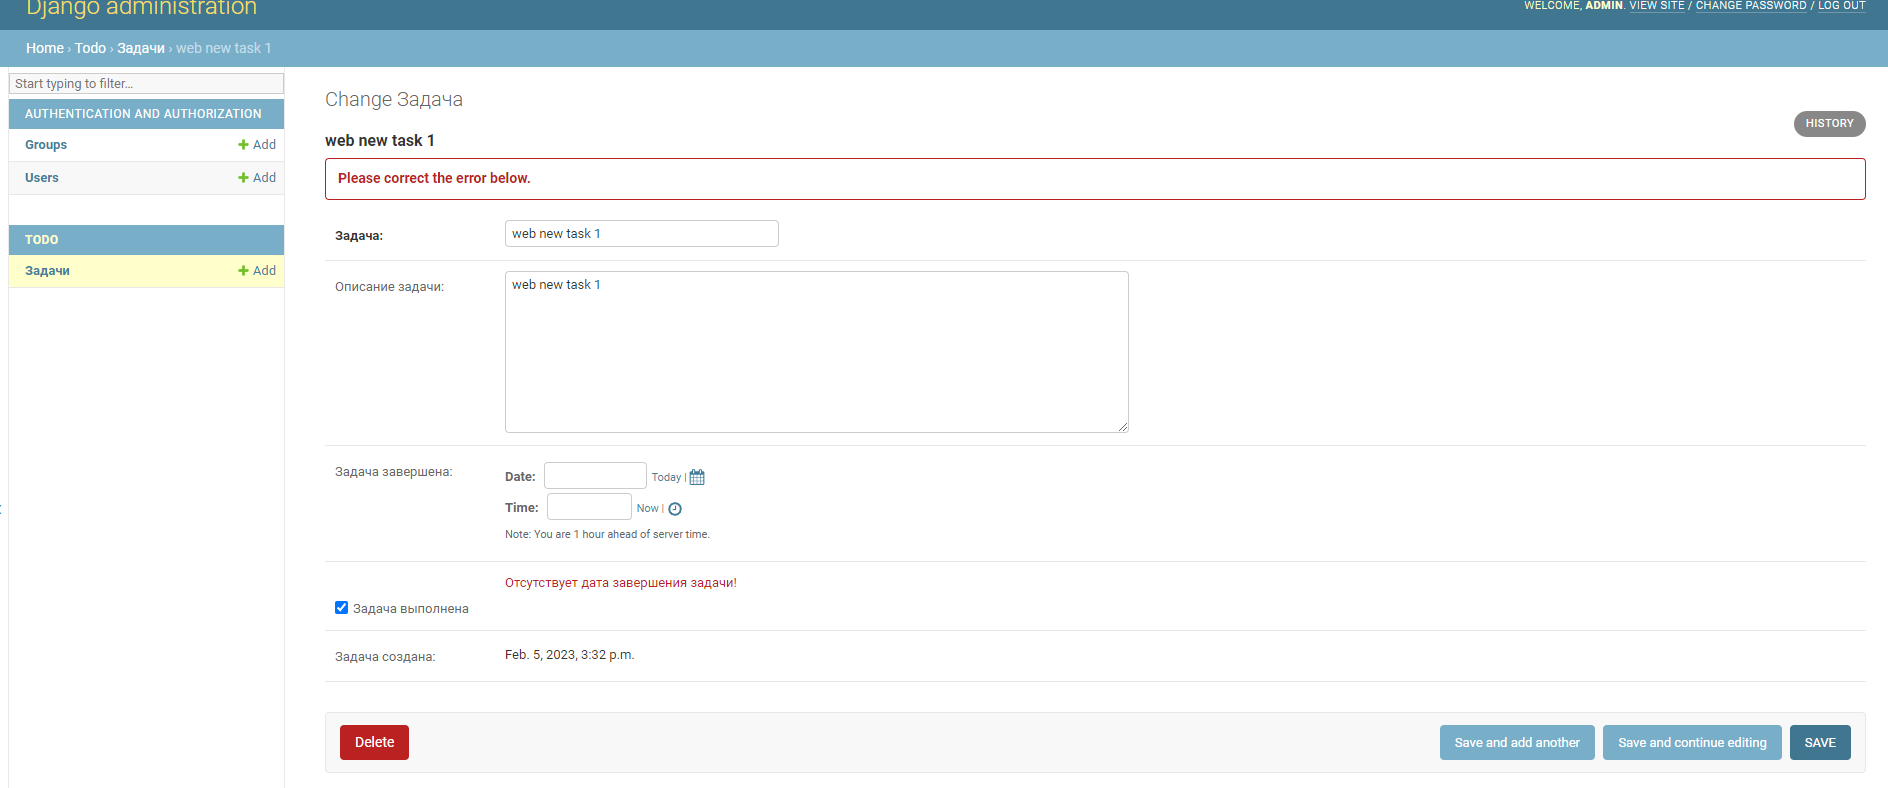 Django administration
WELCOME, ADMIN. VIEW SITE / CHANGE PASSWORD / LOG OUT
Home › Todo › Задачи › web new task 1
Start typing to filter...
AUTHENTICATION AND AUTHORIZATION
Groups Add
Users Add
TODO
Задачи Add
Change Задача
HISTORY
web new task 1
Please correct the error below.
Задача: web new task 1
Описание задачи: web new task 1
Задача завершена: Date: Today |
Time: Now |
Note: You are 1 hour ahead of server time.
Отсутствует дата завершения задачи!
Задача выполнена
Задача создана: Feb. 5, 2023, 3:32 p.m.
Delete Save and add another Save and continue editing SAVE